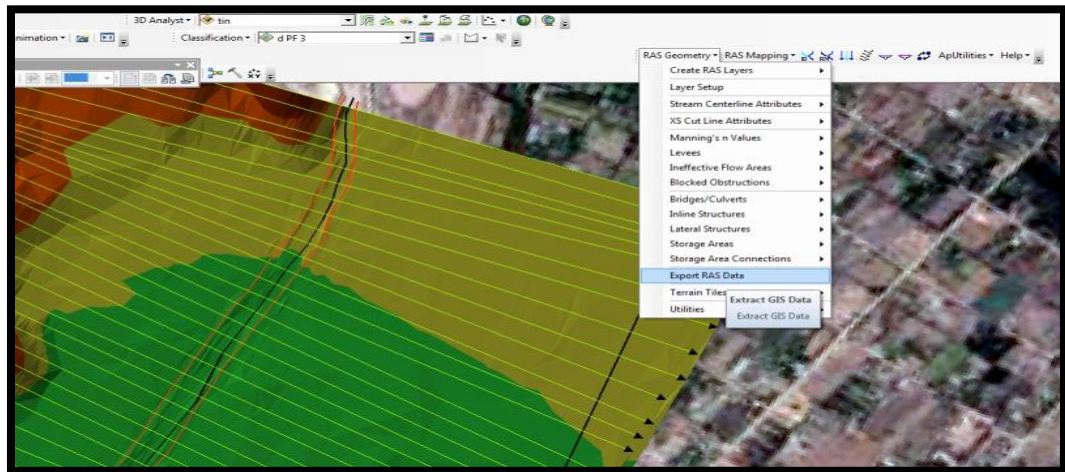 3D Analyst tin
nimation
Classification d PF 3
RAS Geometry RAS Mapping ApUtilities Help
Create RAS Layers
Layer Setup
Stream Centerline Attributes
XS Cut Line Attributes
Manning's n Values
Levees
Ineffective Flow Areas
Blocked Obstructions
Bridges/Culverts
Inline Structures
Lateral Structures
Storage Areas
Storage Area Connections
Export RAS Data
Terrain Tiles
Extract GIS Data
Utilities
Extract GIS Data